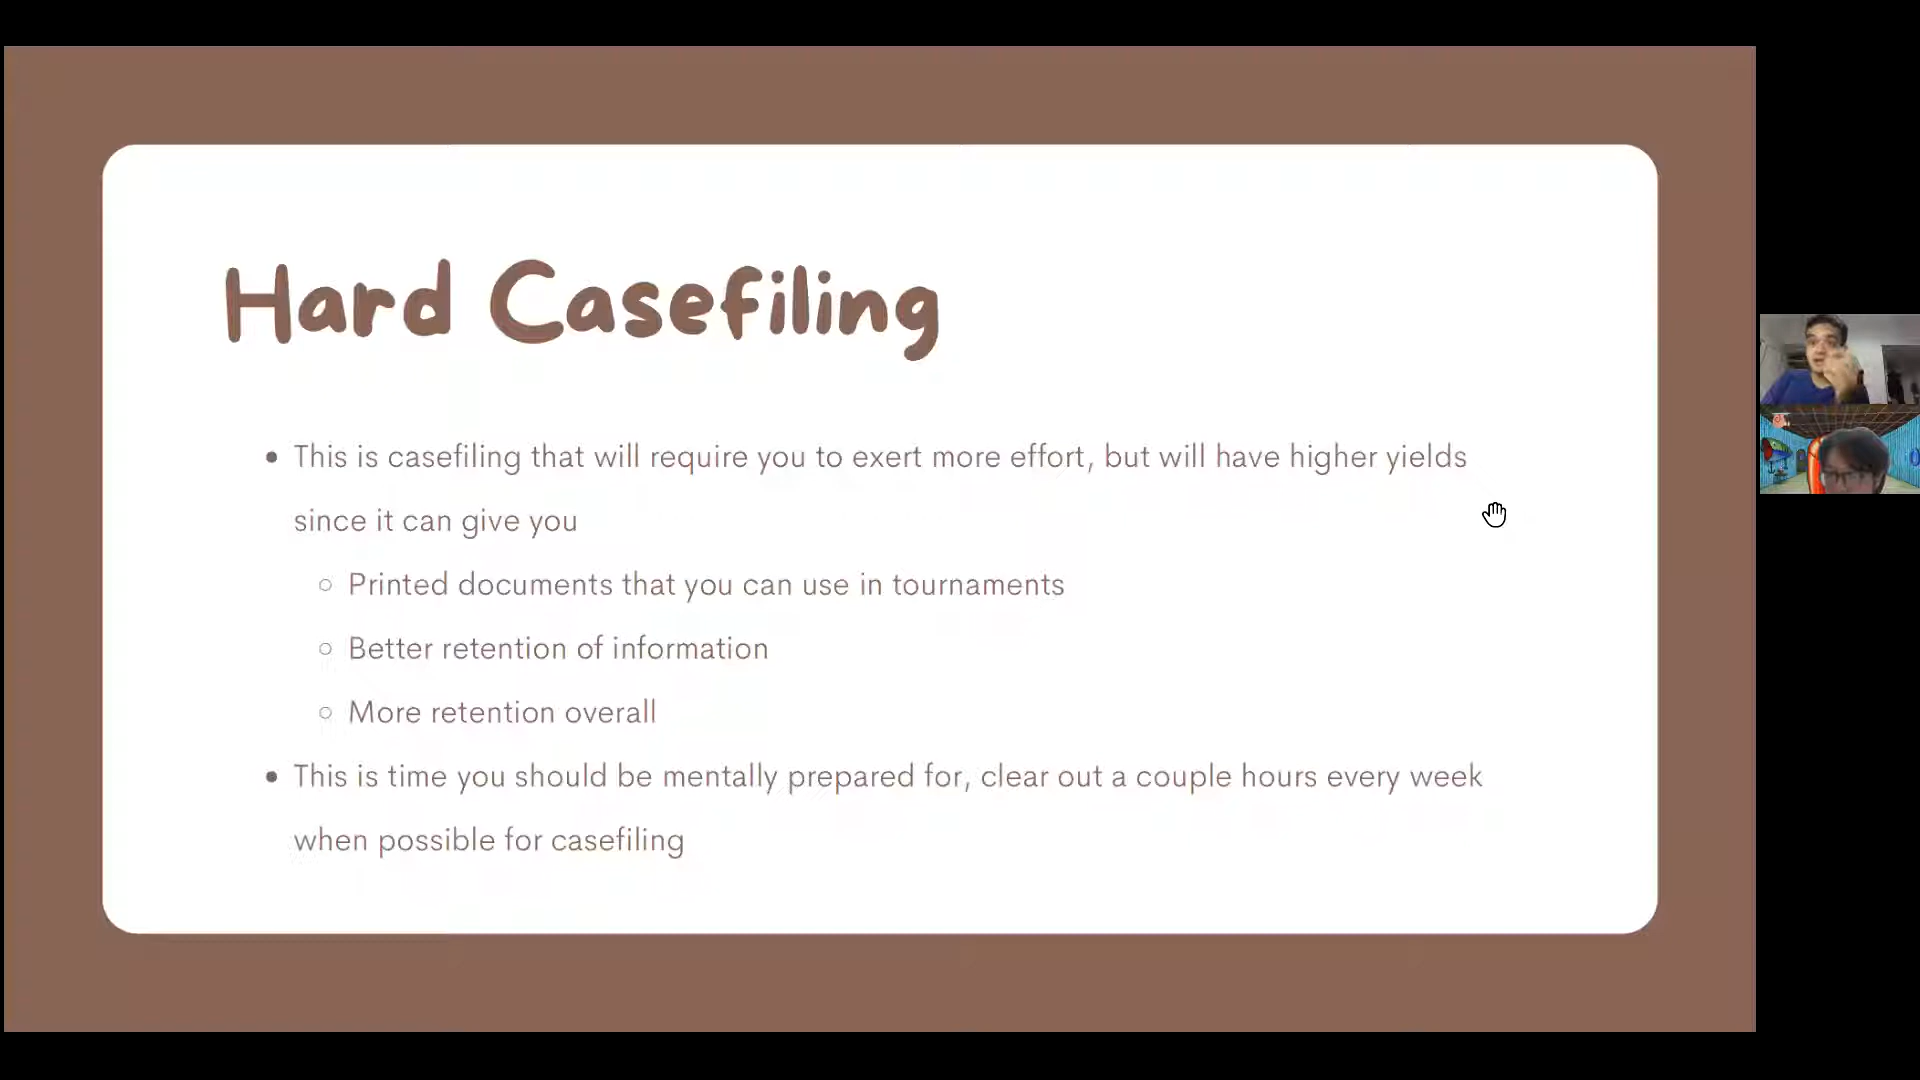 Hard Casefiling
• This is casefiling that will require you to exert more effort, but will have higher yields
since it can give you
○ Printed documents that you can use in tournaments
○ Better retention of information
○ More retention overall
• This is time you should be mentally prepared for, clear out a couple hours every week
when possible for casefiling